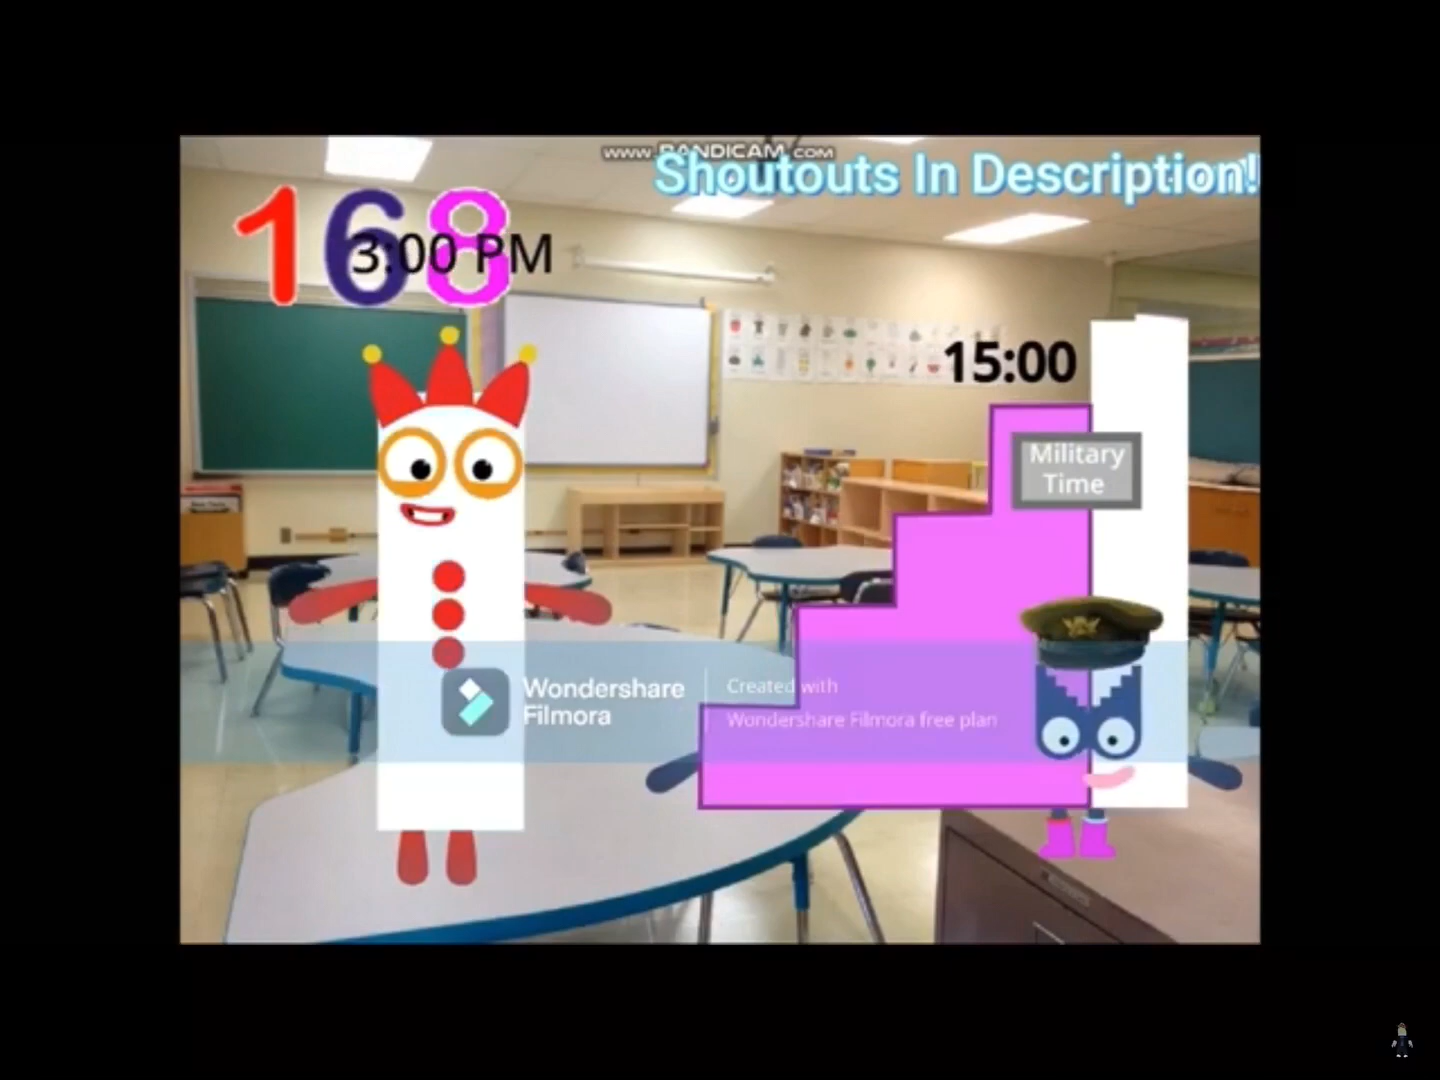 www.BANDICAM.COM
Shoutouts In Description!
168
3:00 PM
15:00
Military
Time
Wondershare
Filmora
Created with
Wondershare Filmora free plan